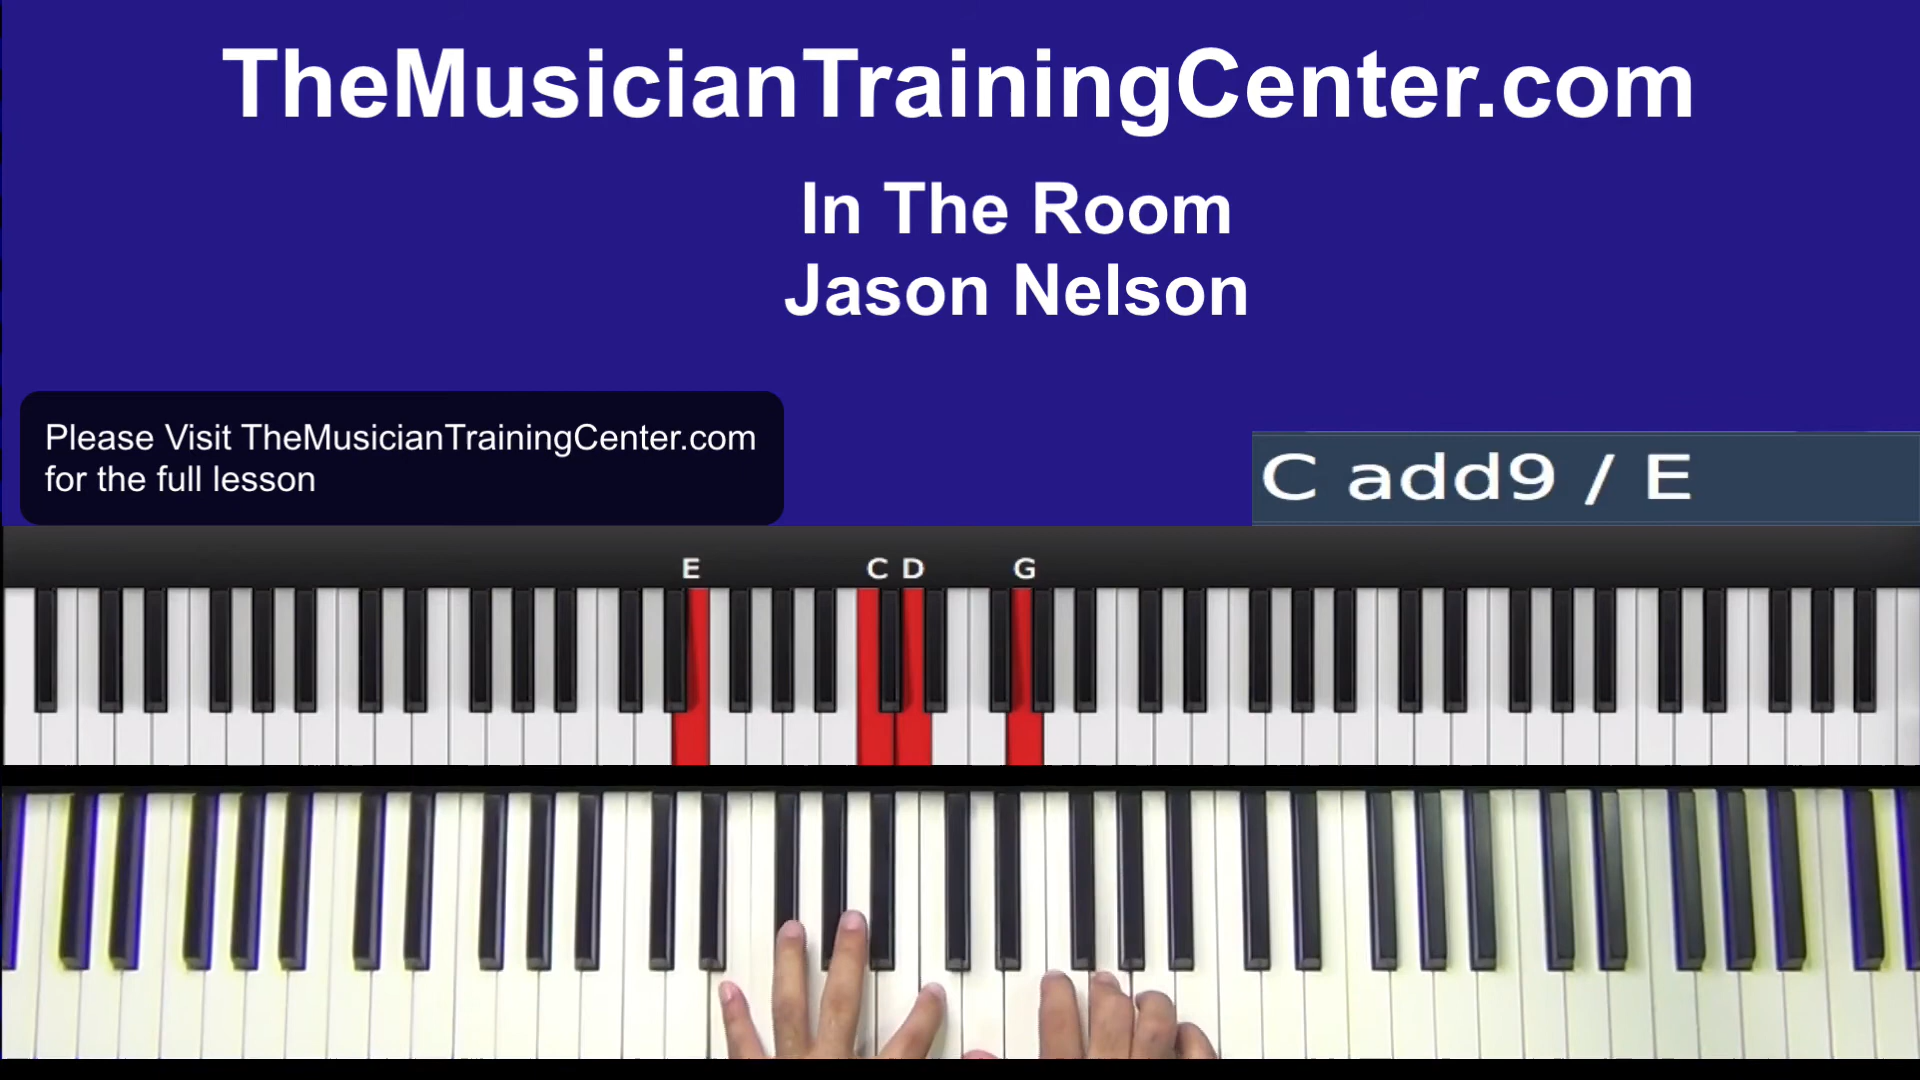 TheMusicianTrainingCenter.com
In The Room
Jason Nelson
Please Visit TheMusicianTrainingCenter.com
for the full lesson
C add9 / E
E C D G